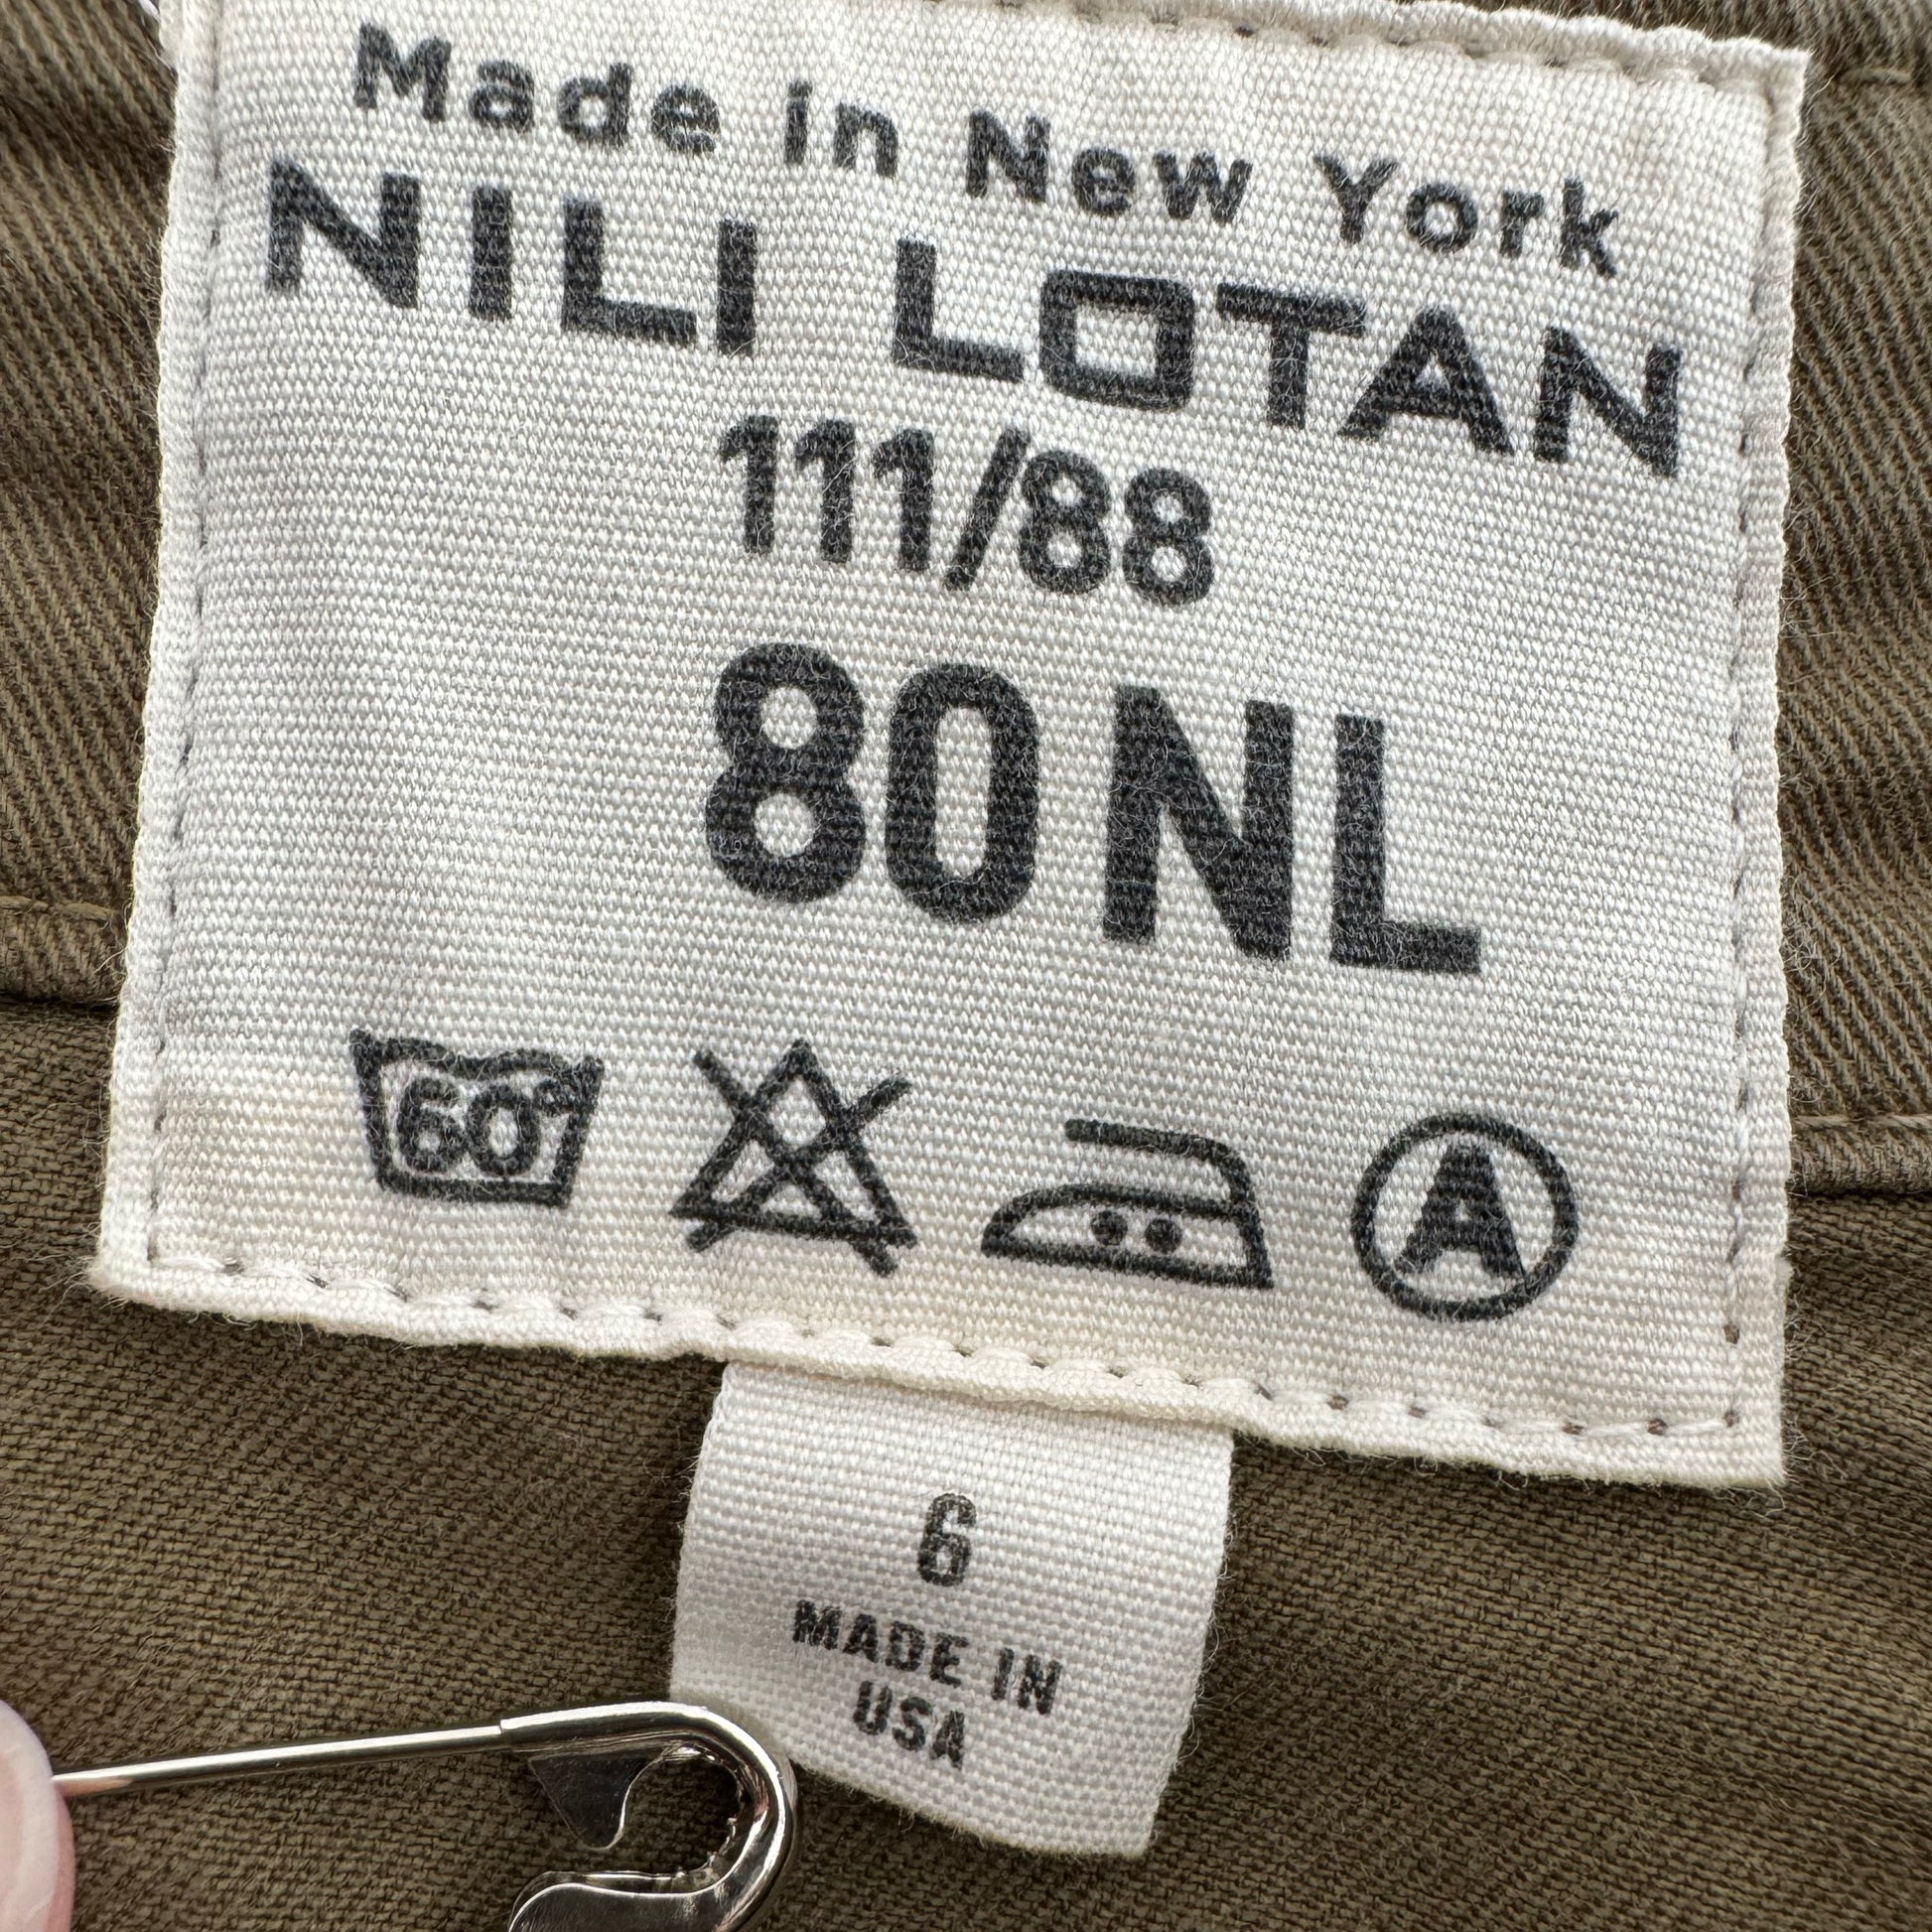 Made in New York
NILI LOTAN
111/88
80 NL
60°
A
6
MADE IN
USA